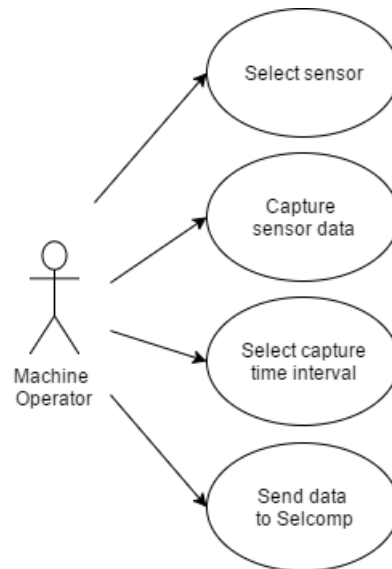 Select sensor
Capture
sensor data
Select capture
time interval
Machine
Operator
Send data
to Selcomp